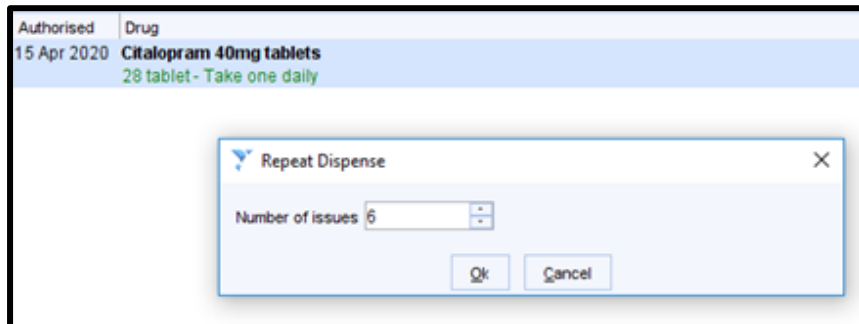 Authorised Drug
15 Apr 2020 Citalopram 40mg tablets
28 tablet - Take one daily
Repeat Dispense
Number of issues 6
Ok Cancel